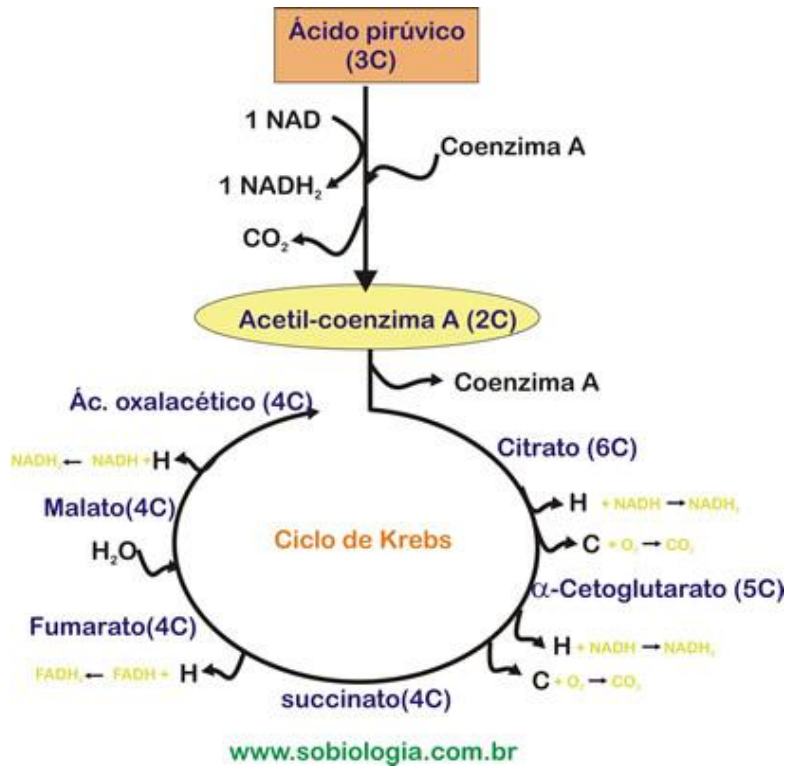 Ácido pirúvico
(3C)
1 NAD
Coenzima A
1 NADH₂
CO₂
Acetil-coenzima A (2C)
Coenzima A
Ác. oxalacético (4C)
Citrato (6C)
NADH₂ ← NADH + H
H + NADH → NADH₂
Malato(4C)
C + O₂ → CO₂
Ciclo de Krebs
H₂O
α-Cetoglutarato (5C)
Fumarato(4C)
H + NADH → NADH₂
FADH₂ ← FADH + H
C + O₂ → CO₂
succinato(4C)
www.sobiologia.com.br